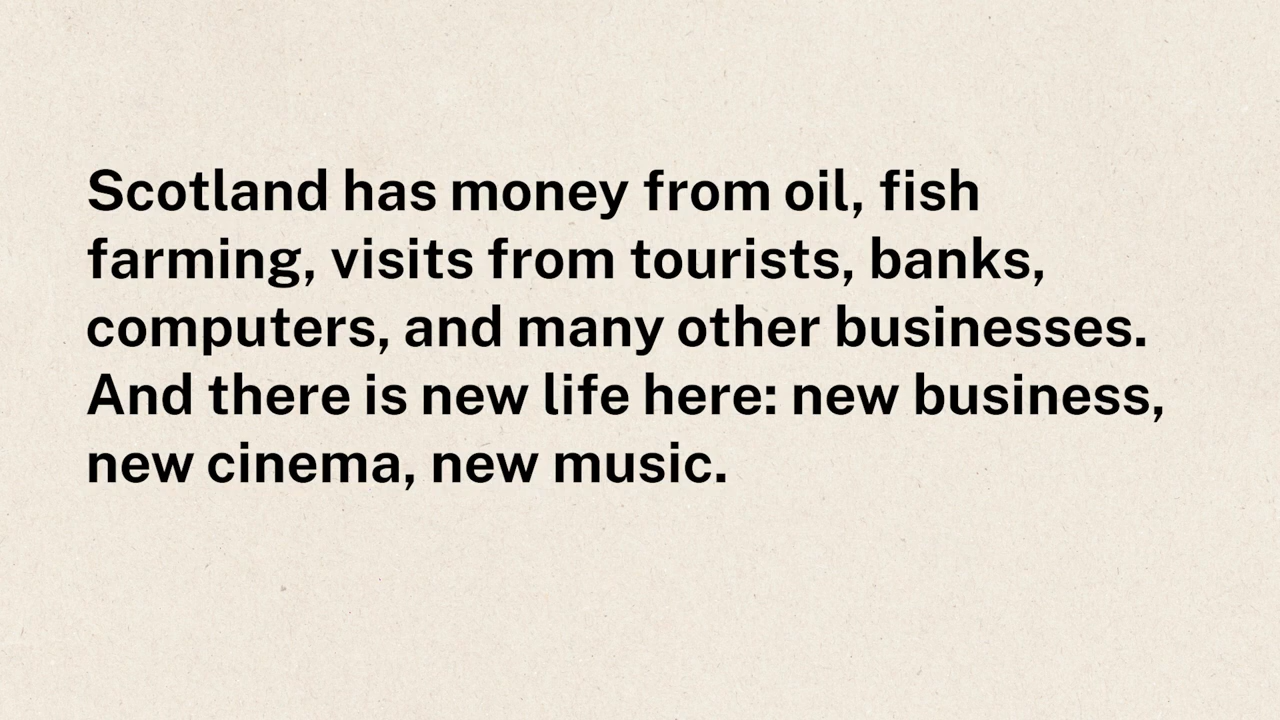 Scotland has money from oil, fish
farming, visits from tourists, banks,
computers, and many other businesses.
And there is new life here: new business,
new cinema, new music.